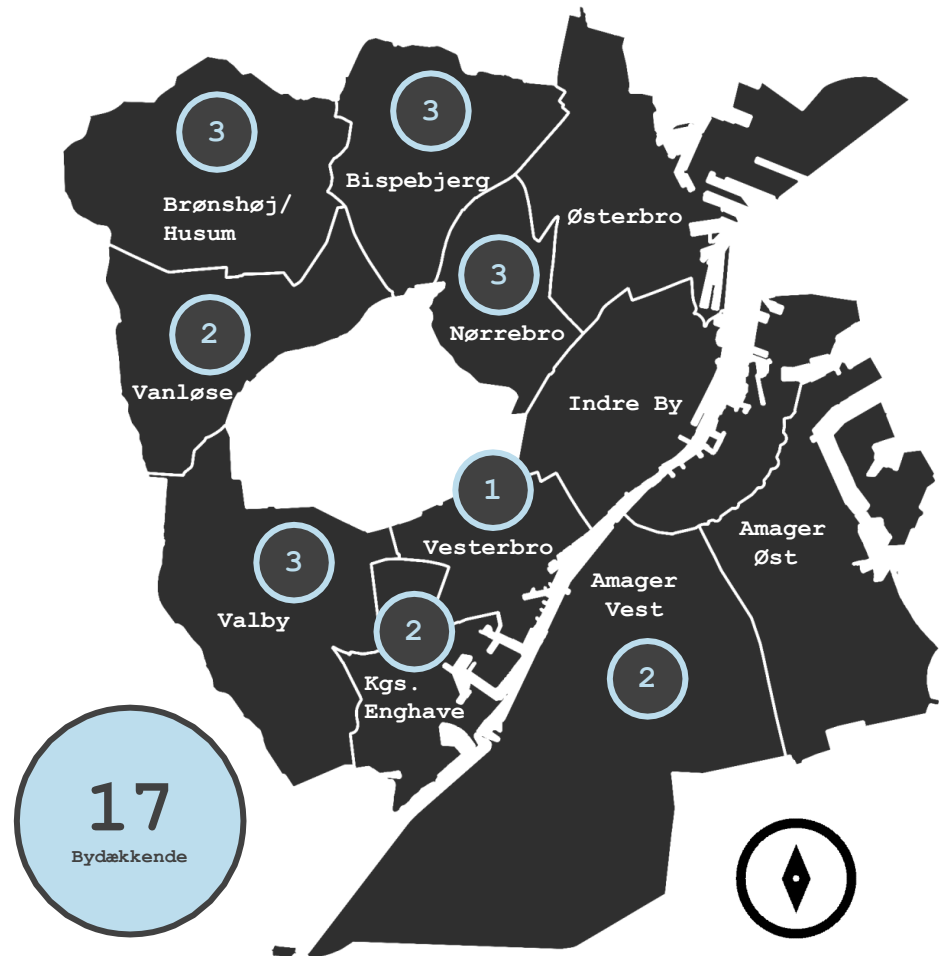 3
3
Bispebjerg
Brønshøj/
Husum
Østerbro
3
Nørrebro
2
Vanløse
Indre By
1
Vesterbro
3
Valby
Amager
Øst
Amager
Vest
2
2
Kgs.
Enghave
17
Bydækkende